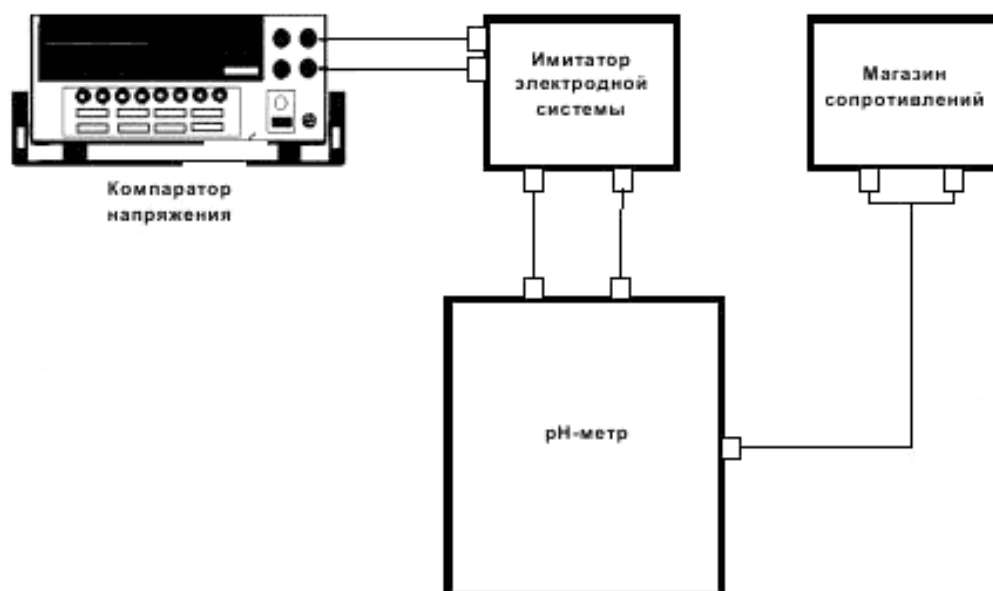 Компаратор
напряжения
Имитатор
электродной
системы
Магазин
сопротивлений
pH-метр